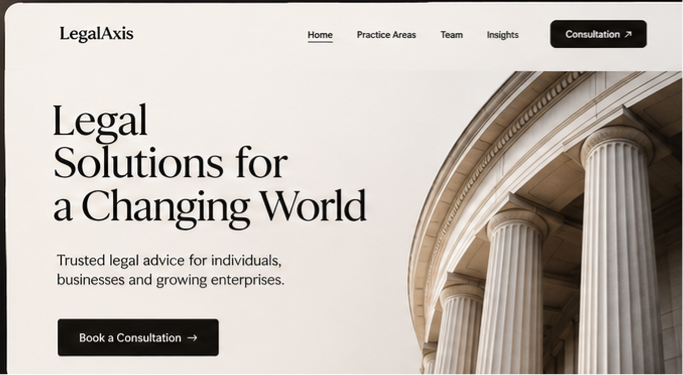 LegalAxis
Home Practice Areas Team Insights Consultation ↗
Legal
Solutions for
a Changing World
Trusted legal advice for individuals,
businesses and growing enterprises.
Book a Consultation →